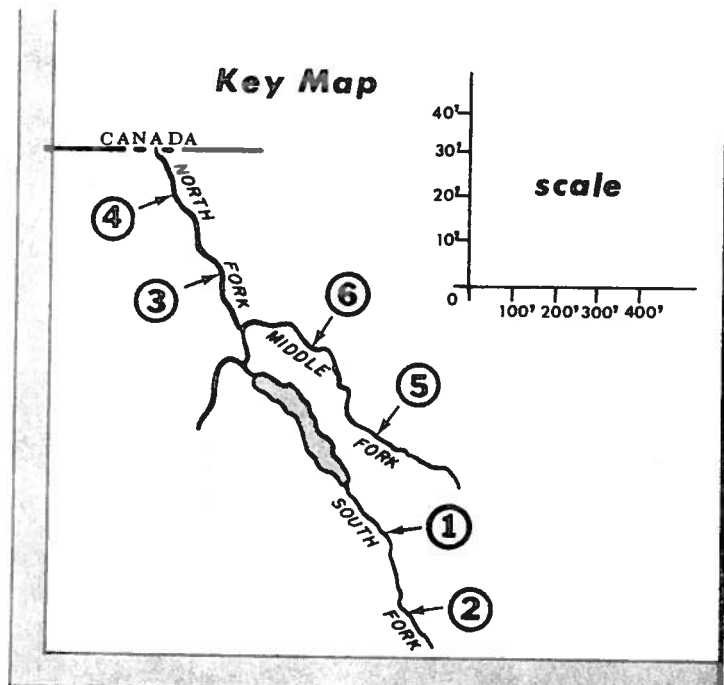 Key Map
CANADA
40'
30'
20'
10'
0
scale
100' 200' 300' 400'
NORTH
FORK
4
3
6
MIDDLE
5
FORK
SOUTH
1
2
FORK